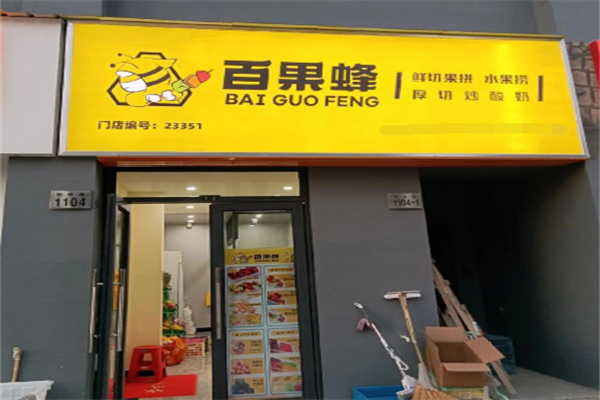 百果蜂
BAI GUO FENG
鲜切果拼 水果捞
厚切炒酸奶
门店编号：23351
1104
1104-1
百果蜂